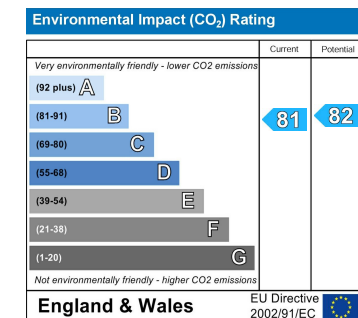 Environmental Impact (CO₂) Rating
Current Potential
Very environmentally friendly - lower CO2 emissions
(92 plus) A
(81-91) B
81 82
(69-80) C
(55-68) D
(39-54) E
(21-38) F
(1-20) G
Not environmentally friendly - higher CO2 emissions
England & Wales
EU Directive
2002/91/EC